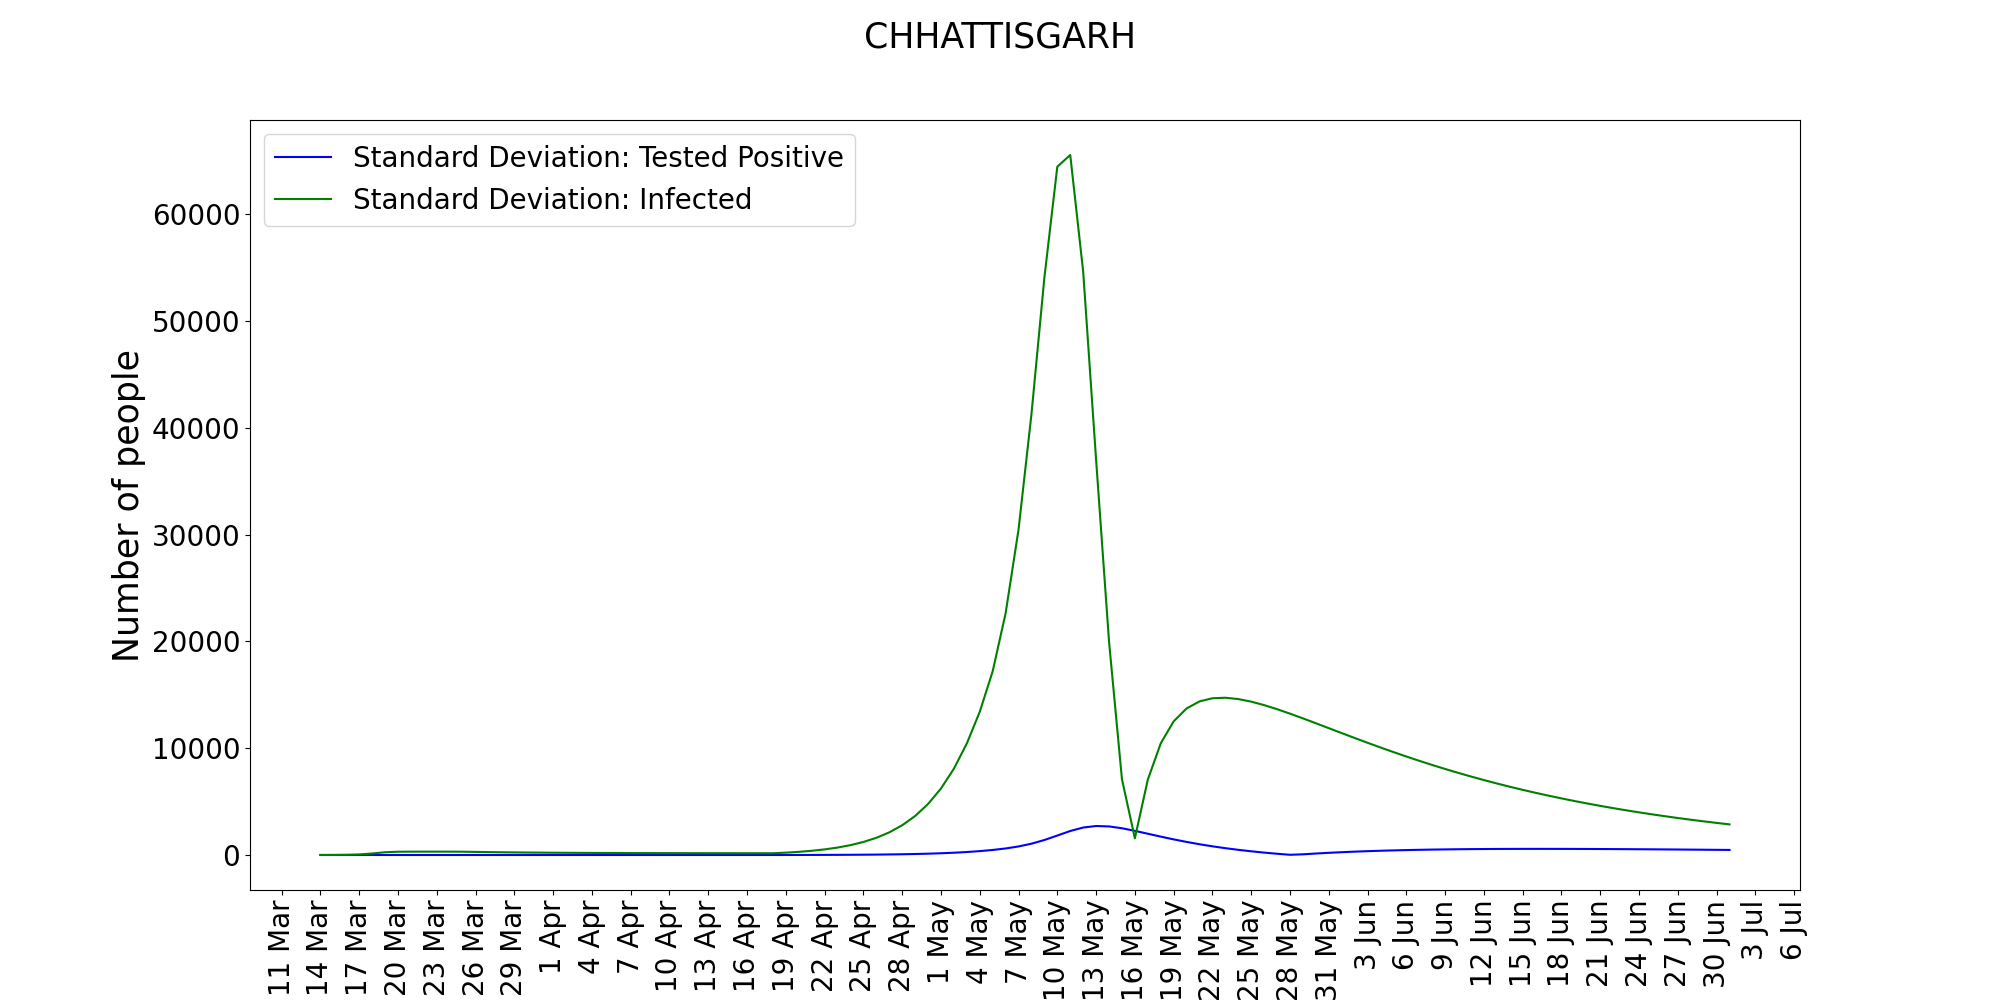 CHHATTISGARH
Standard Deviation: Tested Positive
Standard Deviation: Infected
Number of people
60000
50000
40000
30000
20000
10000
0
11 Mar
14 Mar
17 Mar
20 Mar
23 Mar
26 Mar
29 Mar
1 Apr
4 Apr
7 Apr
10 Apr
13 Apr
16 Apr
19 Apr
22 Apr
25 Apr
28 Apr
1 May
4 May
7 May
10 May
13 May
16 May
19 May
22 May
25 May
28 May
31 May
3 Jun
6 Jun
9 Jun
12 Jun
15 Jun
18 Jun
21 Jun
24 Jun
27 Jun
30 Jun
3 Jul
6 Jul